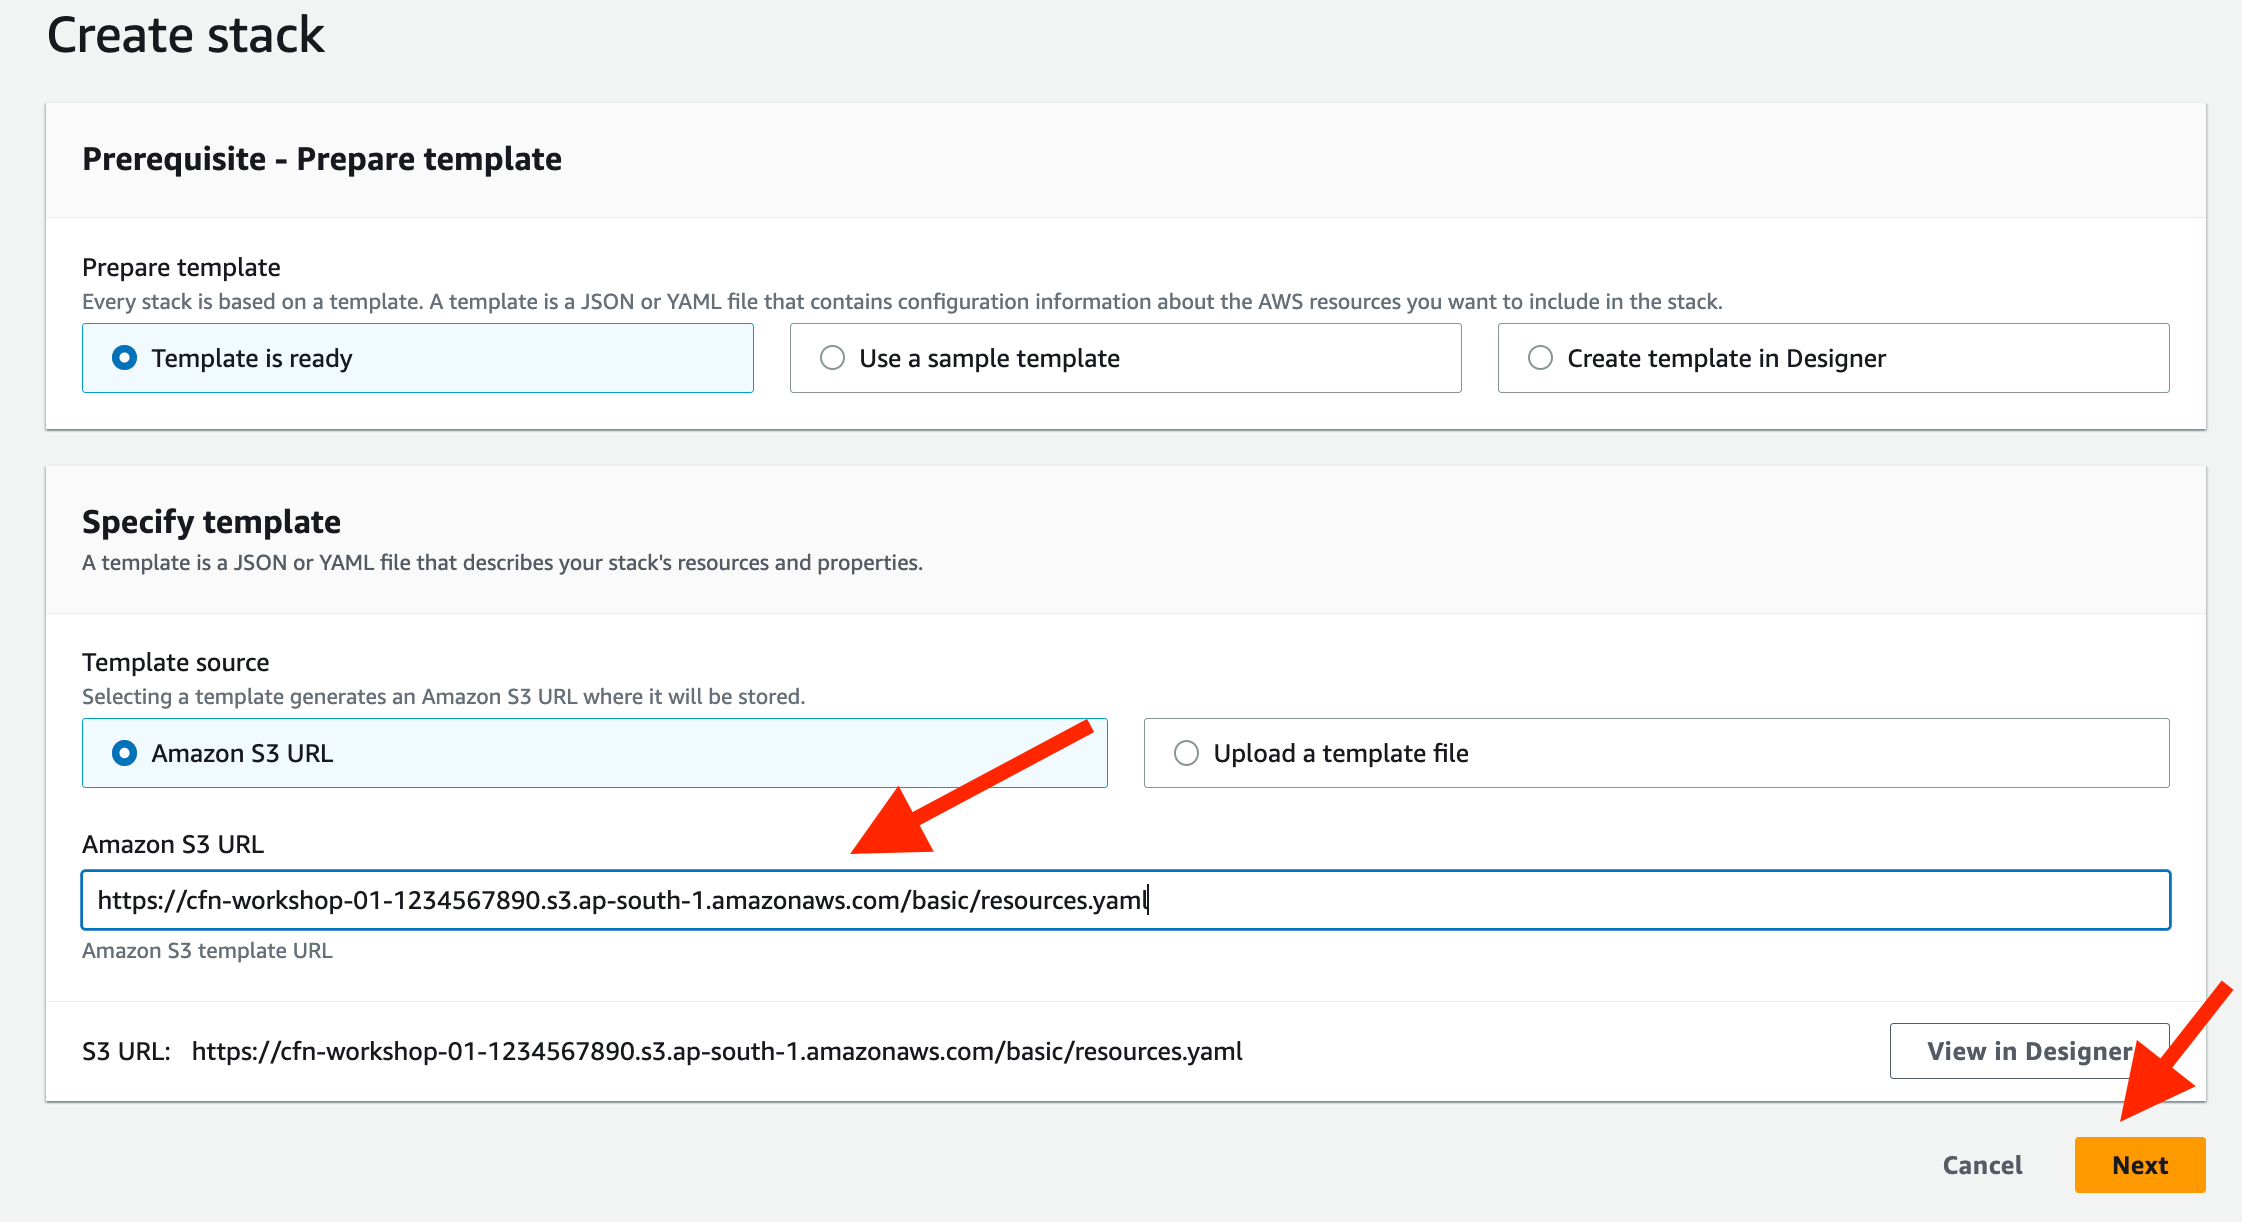 Create stack
Prerequisite - Prepare template
Prepare template
Every stack is based on a template. A template is a JSON or YAML file that contains configuration information about the AWS resources you want to include in the stack.
Template is ready
Use a sample template
Create template in Designer
Specify template
A template is a JSON or YAML file that describes your stack's resources and properties.
Template source
Selecting a template generates an Amazon S3 URL where it will be stored.
Amazon S3 URL
Upload a template file
Amazon S3 URL
https://cfn-workshop-01-1234567890.s3.ap-south-1.amazonaws.com/basic/resources.yaml
Amazon S3 template URL
S3 URL: https://cfn-workshop-01-1234567890.s3.ap-south-1.amazonaws.com/basic/resources.yaml
View in Designer
Cancel
Next